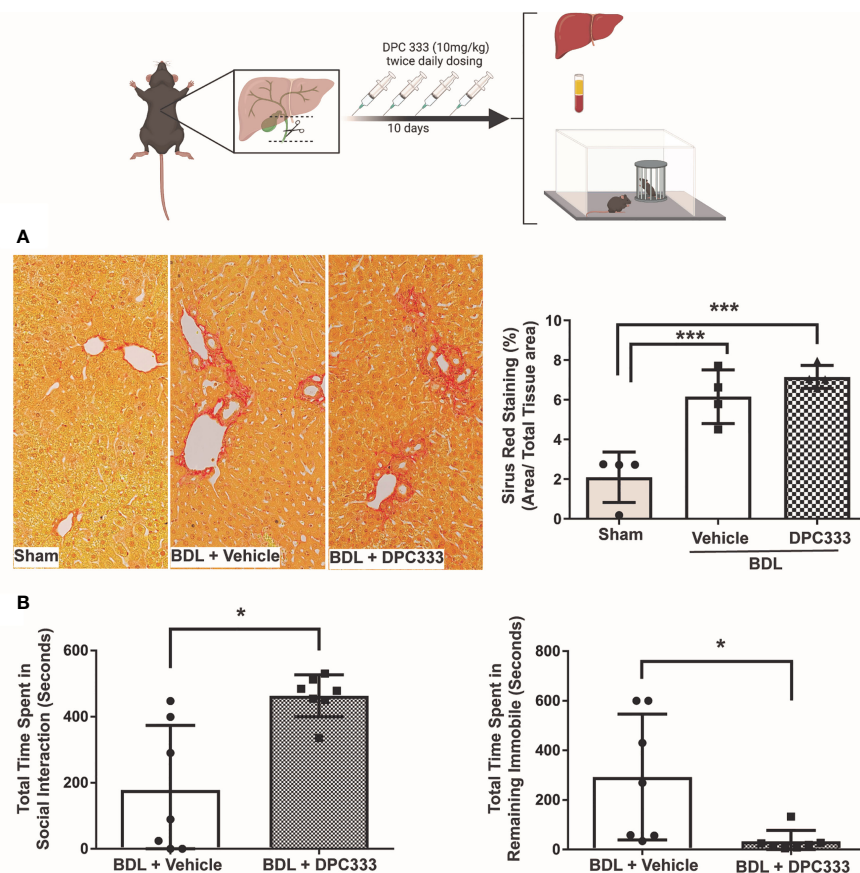 DPC 333 (10mg/kg)
twice daily dosing
10 days
A
Sham
BDL + Vehicle
BDL + DPC333
Sirus Red Staining (%)
(Area/ Total Tissue area)
10
8
6
4
2
0
***
***
Sham
Vehicle
DPC333
BDL
B
Total Time Spent in
Social Interaction (Seconds)
600
400
200
0
*
BDL + Vehicle
BDL + DPC333
Total Time Spent in
Remaining Immobile (Seconds)
800
600
400
200
0
*
BDL + Vehicle
BDL + DPC333